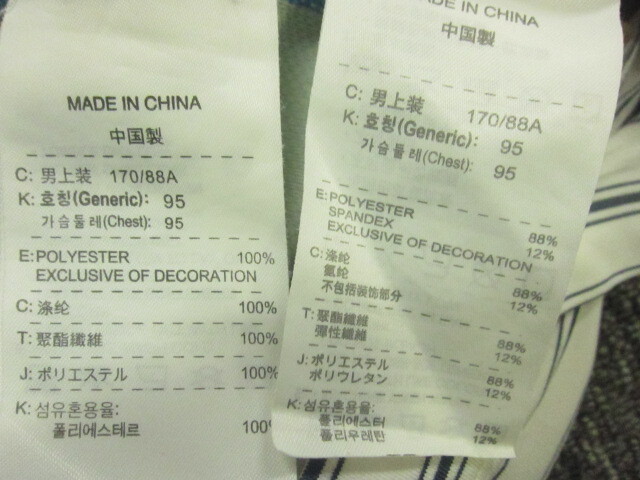 MADE IN CHINA
中国製
C: 男上装 170/88A
K: 호칭(Generic): 95
가슴둘레(Chest): 95
E:POLYESTER 100%
EXCLUSIVE OF DECORATION
C: 涤纶 100%
T: 聚酯纖維 100%
J: ポリエステル 100%
K:섬유혼용율:
폴리에스테르 100%
MADE IN CHINA
中国製
C: 男上装 170/88A
K: 호칭(Generic): 95
가슴둘레(Chest): 95
E:POLYESTER 88%
SPANDEX 12%
EXCLUSIVE OF DECORATION
C: 涤纶 88%
氨纶 12%
不包括装饰部分
T: 聚酯纖維 88%
彈性纖維 12%
J: ポリエステル 88%
ポリウレタン 12%
K:섬유혼용율:
폴리에스터 88%
폴리우레탄 12%